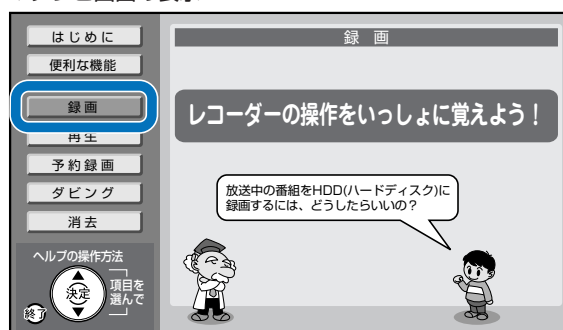 はじめに
便利な機能
録画
再生
予約録画
ダビング
消去
ヘルプの操作方法
決定
項目を
選んで
終了
録 画
レコーダーの操作をいっしょに覚えよう!
放送中の番組をHDD(ハードディスク)に
録画するには、どうしたらいいの?